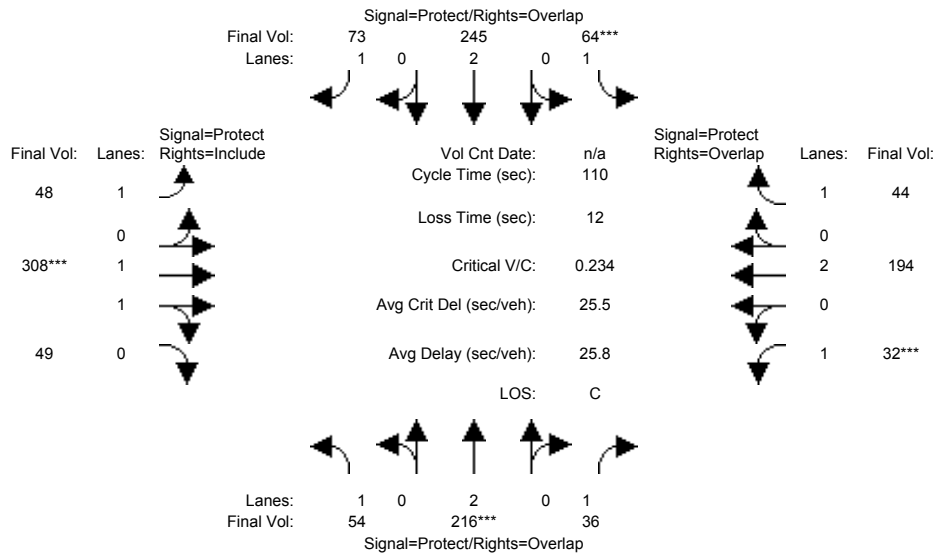 Signal=Protect/Rights=Overlap
Final Vol: 73 245 64***
Lanes: 1 0 2 0 1
Signal=Protect Signal=Protect
Final Vol: Lanes: Rights=Include Vol Cnt Date: n/a Rights=Overlap Lanes: Final Vol:
Cycle Time (sec): 110
48 1 1 44
Loss Time (sec): 12
0 0
308*** 1 Critical V/C: 0.234 2 194
1 Avg Crit Del (sec/veh): 25.5 0
49 0 Avg Delay (sec/veh): 25.8 1 32***
LOS: C
Lanes: 1 0 2 0 1
Final Vol: 54 216*** 36
Signal=Protect/Rights=Overlap